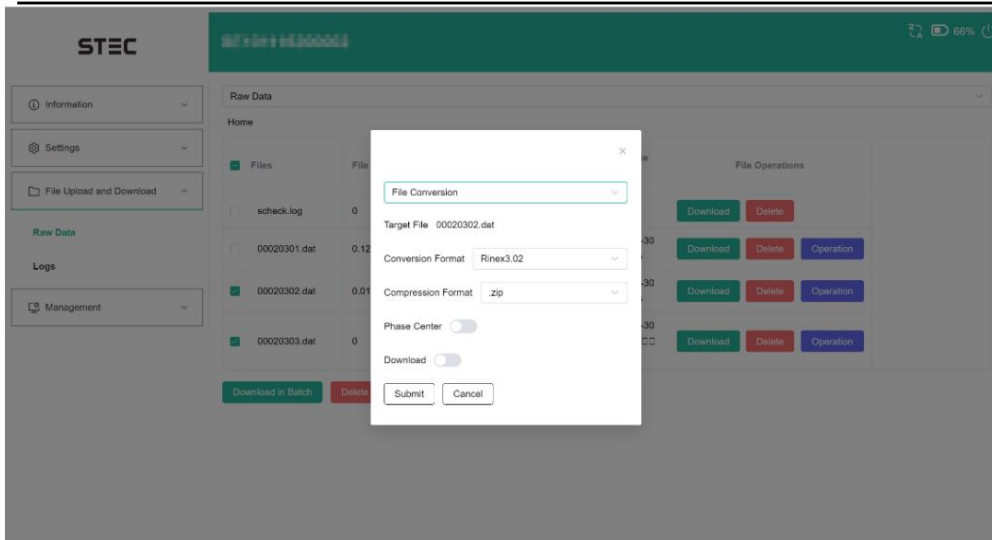 STEC
66%
Information
Settings
File Upload and Download
Raw Data
Logs
Management
Raw Data
Home
Files
File
File Operations
scheck.log
0
Download
Delete
00020301.dat
0.12
-30
Download
Delete
Operation
00020302.dat
0.01
-30
Download
Delete
Operation
00020303.dat
0
-30
Download
Delete
Operation
Download in Batch
Delete
File Conversion
Target File 00020302.dat
Conversion Format Rinex3.02
Compression Format .zip
Phase Center
Download
Submit
Cancel